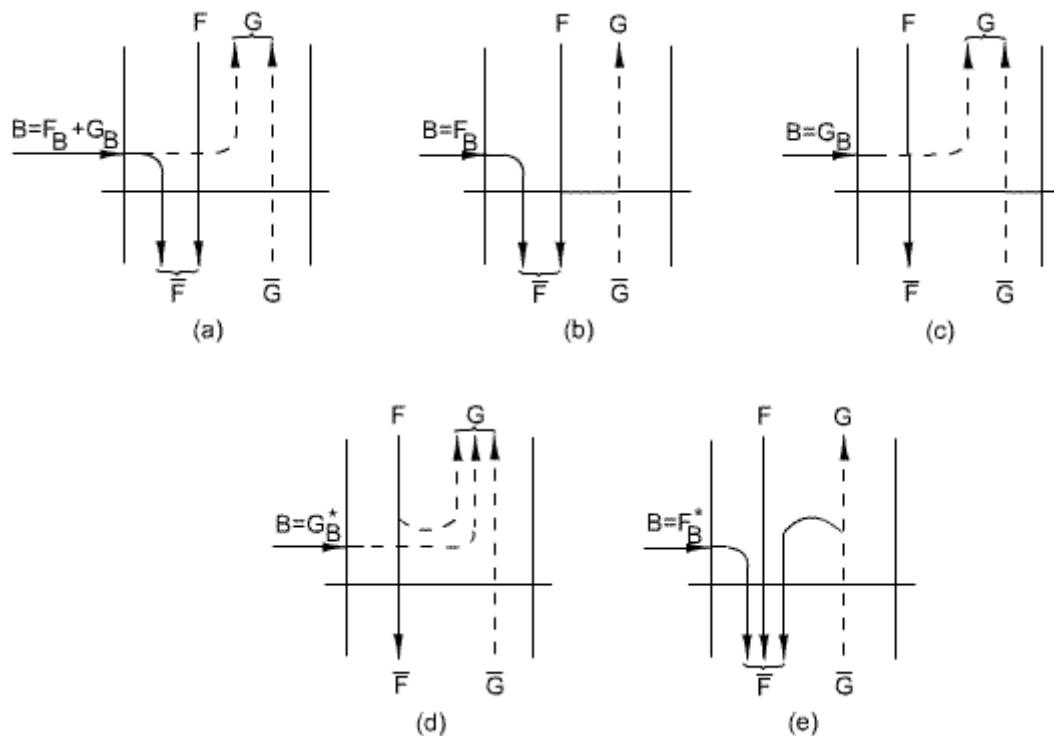 F G
B=F_B+G_B
F̅ G̅
(a)
F G
B=F_B
F̅ G̅
(b)
F G
B=G_B
F̅ G̅
(c)
F G
B=G_B^*
F̅ G̅
(d)
F G
B=F_B^*
F̅ G̅
(e)